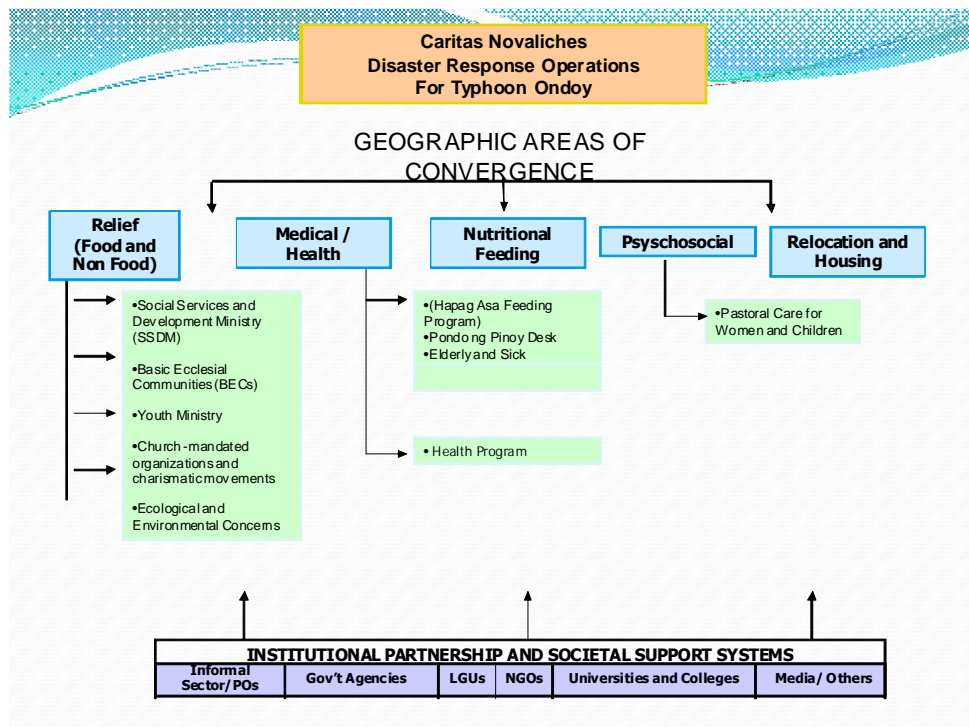 Caritas Novaliches
Disaster Response Operations
For Typhoon Ondoy
GEOGRAPHIC AREAS OF
CONVERGENCE
Relief
(Food and
Non Food)
Medical /
Health
Nutritional
Feeding
Psyschosocial
Relocation and
Housing
•Social Services and
Development Ministry
(SSDM)
•Basic Ecclesial
Communities (BECs)
•Youth Ministry
•Church-mandated
organizations and
charismatic movements
•Ecological and
Environmental Concerns
•(Hapag Asa Feeding
Program)
•Pondong Pinoy Desk
•Elderly and Sick
• Health Program
•Pastoral Care for
Women and Children
INSTITUTIONAL PARTNERSHIP AND SOCIETAL SUPPORT SYSTEMS
Informal
Sector/POs
Gov't Agencies
LGUs
NGOs
Universities and Colleges
Media/ Others